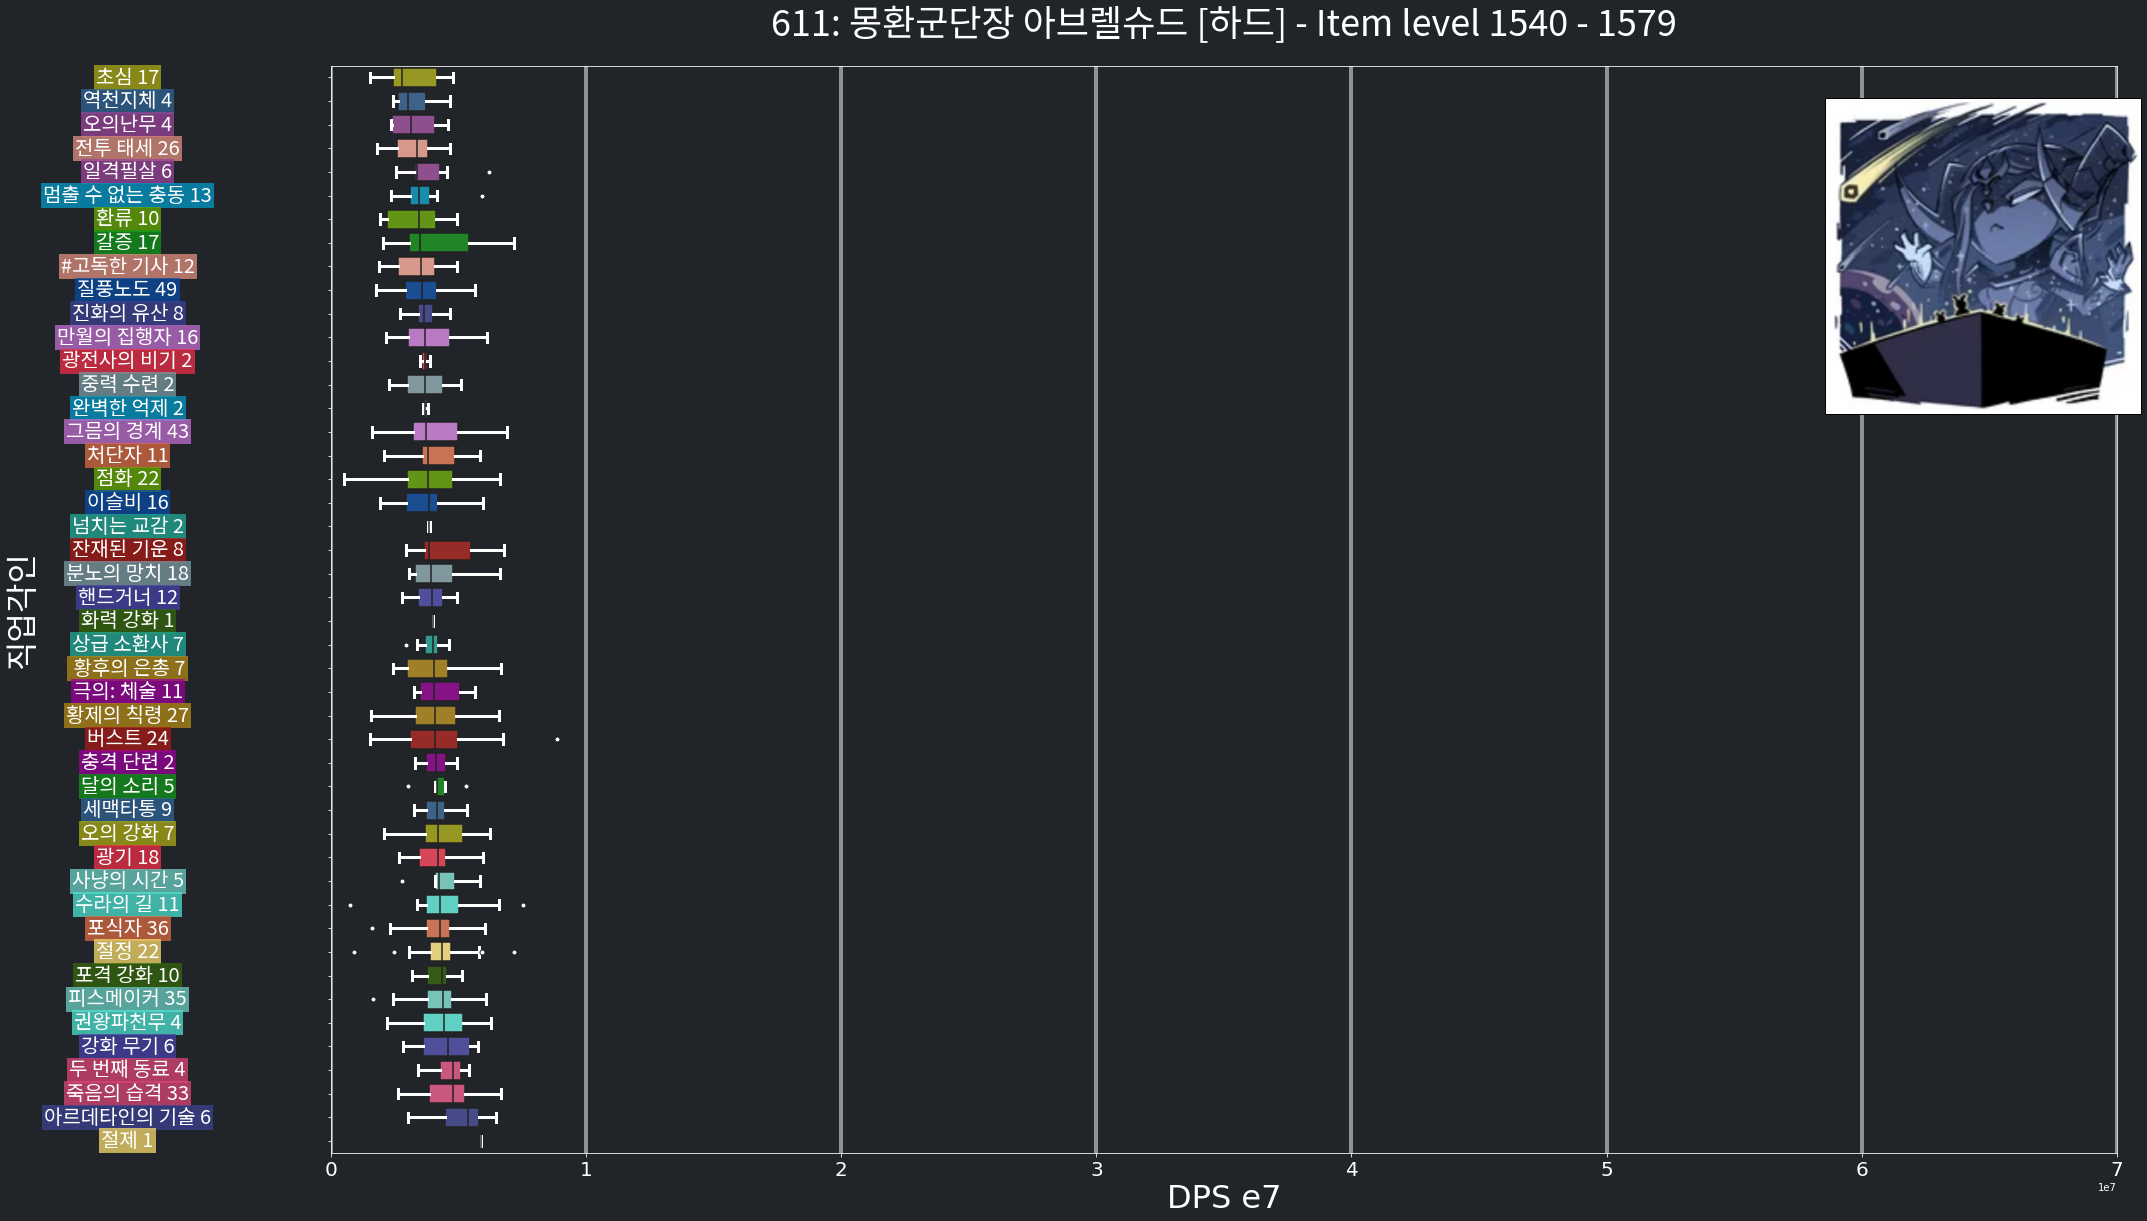 611: 몽환군단장 아브렐슈드 [하드] - Item level 1540 - 1579
초심 17
역천지체 4
오의난무 4
전투 태세 26
일격필살 6
멈출 수 없는 충동 13
환류 10
갈증 17
#고독한 기사 12
질풍노도 49
진화의 유산 8
만월의 집행자 16
광전사의 비기 2
중력 수련 2
완벽한 억제 2
그믐의 경계 43
처단자 11
점화 22
이슬비 16
넘치는 교감 2
잔재된 기운 8
분노의 망치 18
핸드거너 12
화력 강화 1
상급 소환사 7
황후의 은총 7
극의: 체술 11
황제의 칙령 27
버스트 24
충격 단련 2
달의 소리 5
세맥타통 9
오의 강화 7
광기 18
사냥의 시간 5
수라의 길 11
포식자 36
절정 22
포격 강화 10
피스메이커 35
권왕파천무 4
강화 무기 6
두 번째 동료 4
죽음의 습격 33
아르데타인의 기술 6
절제 1
직업각인
0 1 2 3 4 5 6 7
1e7
DPS e7